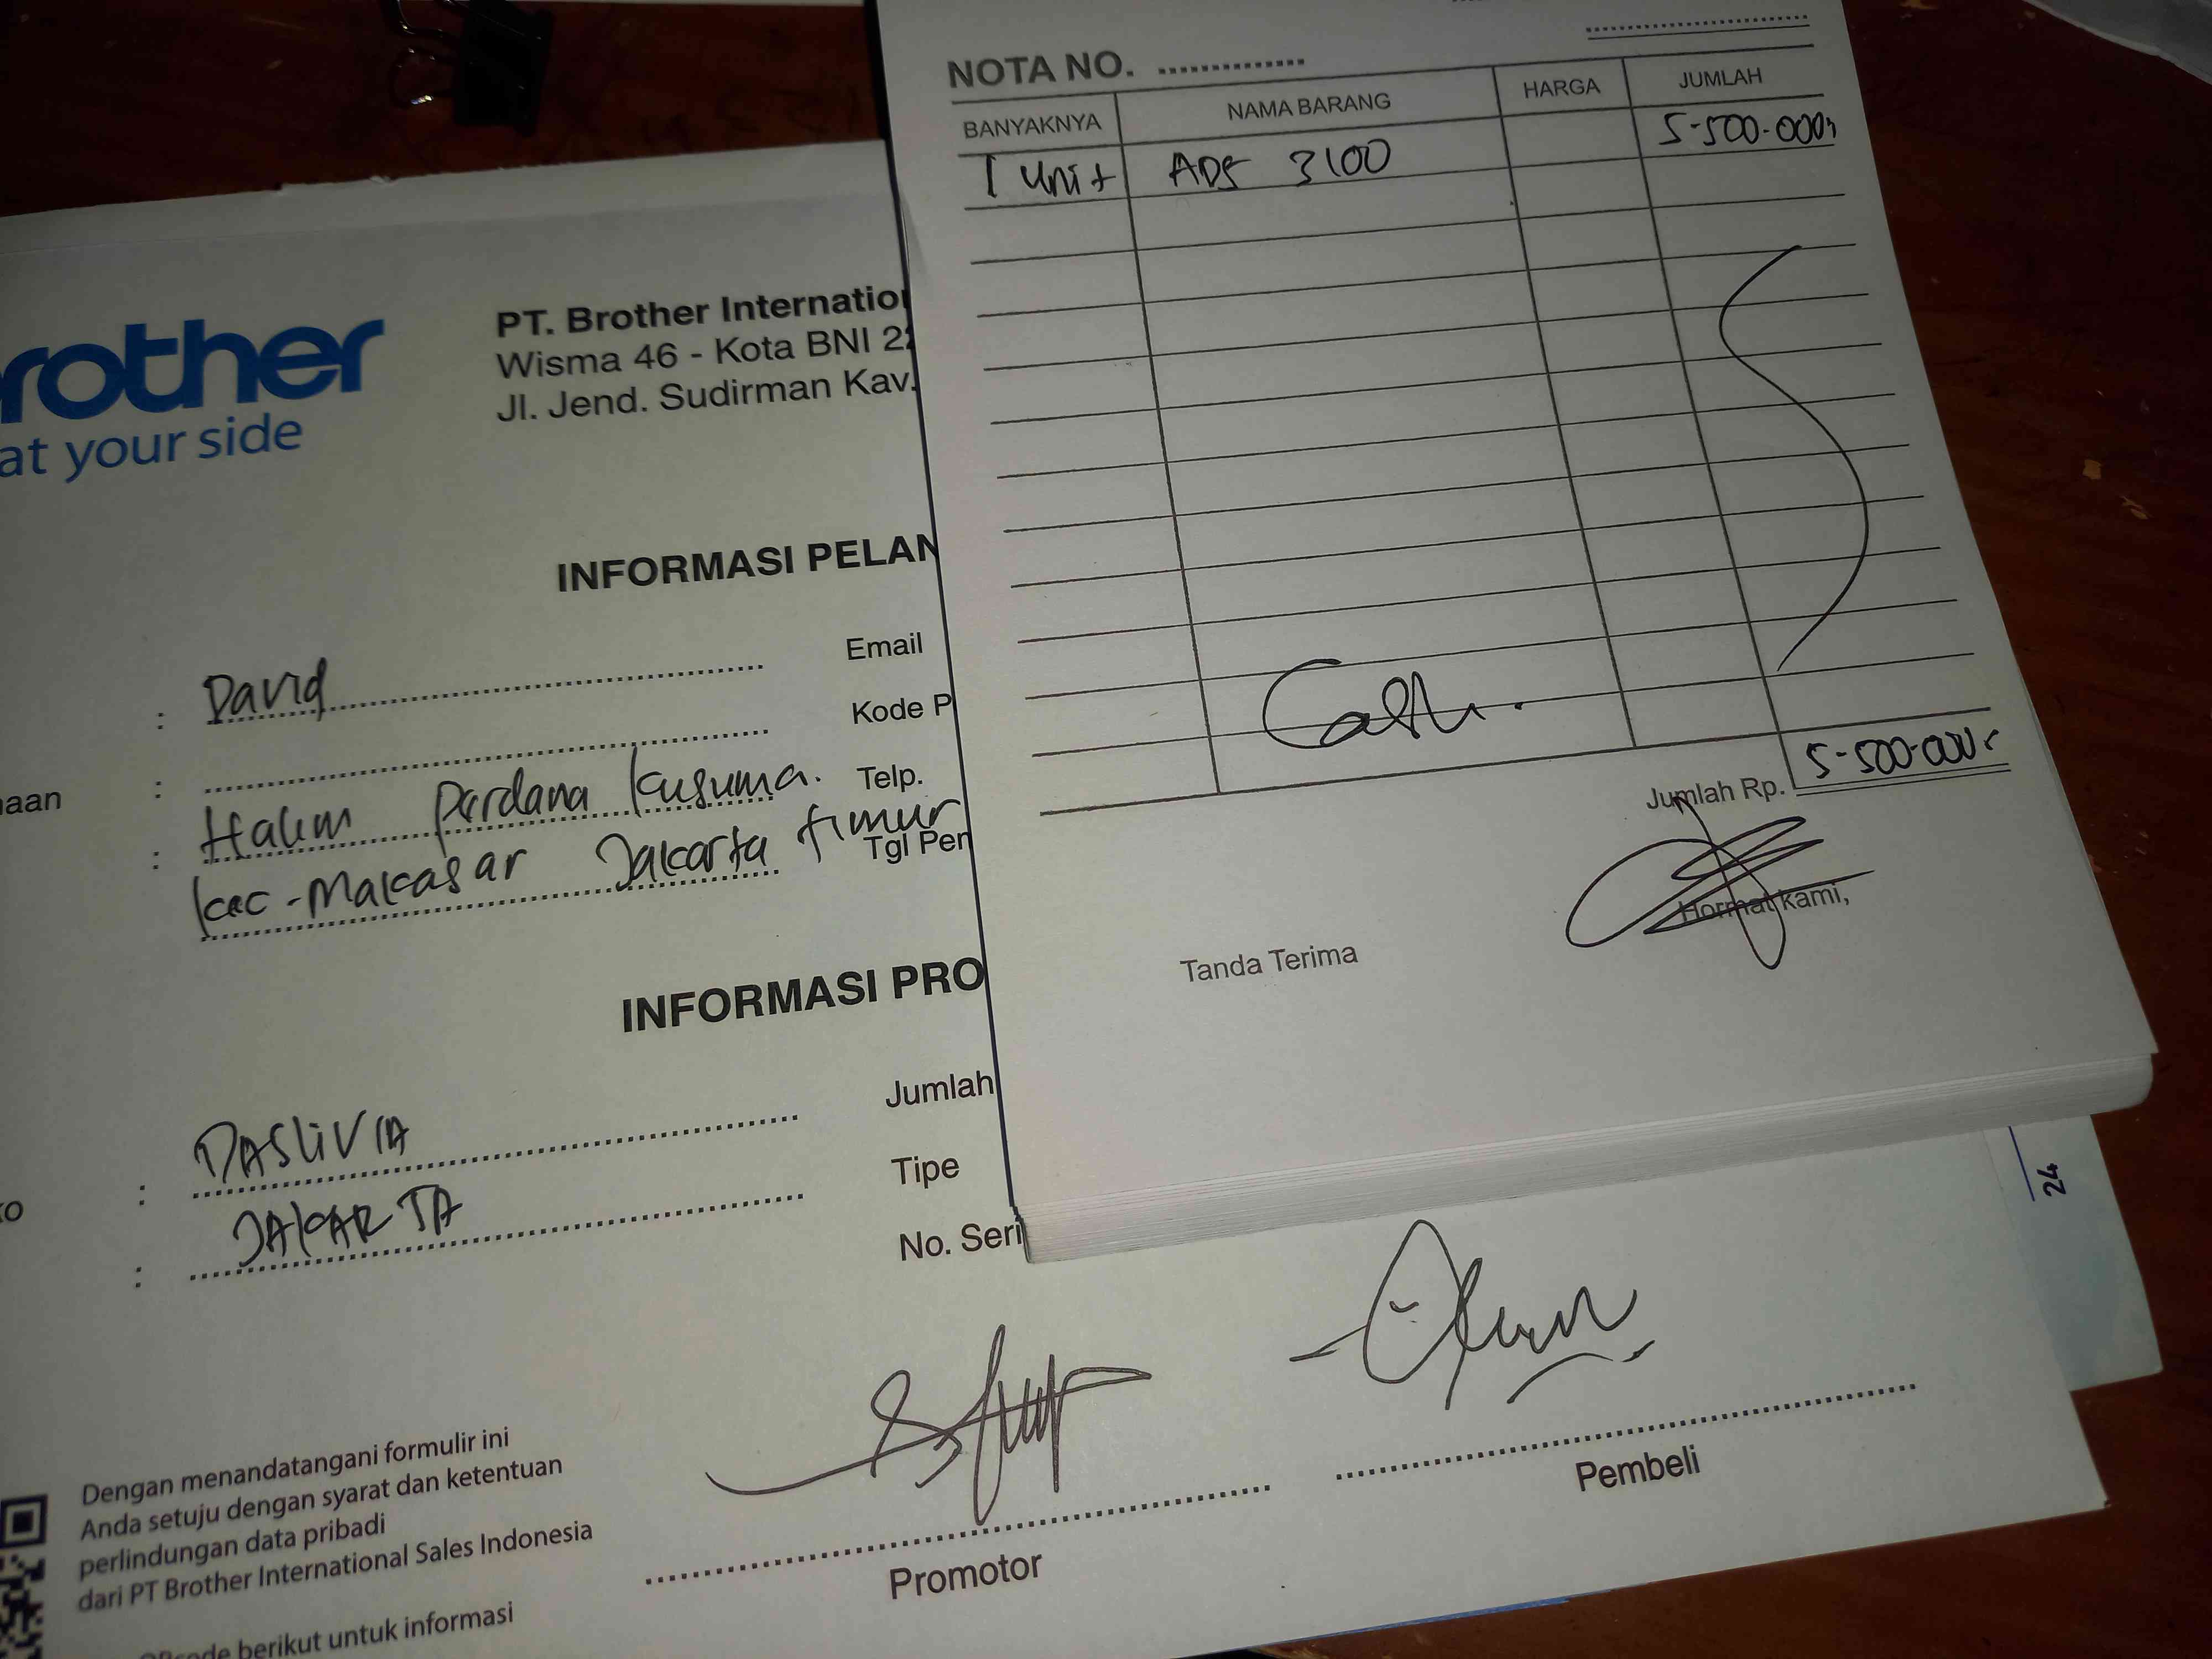 rother
at your side
PT. Brother Internatio
Wisma 46 - Kota BNI 22
Jl. Jend. Sudirman Kav.
INFORMASI PELAN
: David
Email
:
Kode P
naan : Halim Perdana Kusuma.
Telp.
kec-Makasar Jakarta timur
Tgl Pen
INFORMASI PRO
: DASLIVIA
Jumlah
: JAKARTA
Tipe
No. Seri
Promotor
Pembeli
Dengan menandatangani formulir ini
Anda setuju dengan syarat dan ketentuan
perlindungan data pribadi
dari PT Brother International Sales Indonesia
QRcode berikut untuk informasi
NOTA NO.
BANYAKNYA NAMA BARANG HARGA JUMLAH
1 Unit ADS 3100 5-500-000
Cash.
Jumlah Rp. 5-500-000
Tanda Terima
Hormat kami,
24